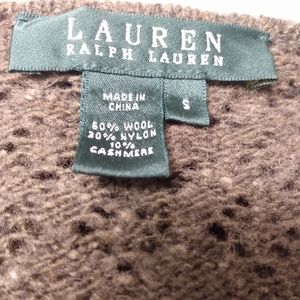 LAUREN
RALPH LAUREN
MADE IN
CHINA
S
60% WOOL
30% NYLON
10%
CASHMERE